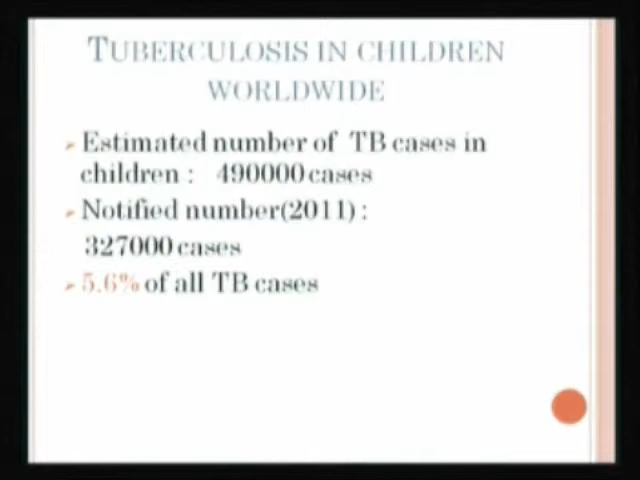 TUBERCULOSIS IN CHILDREN
WORLDWIDE
Estimated number of TB cases in
children : 490000 cases
Notified number(2011) :
327000 cases
5.6% of all TB cases